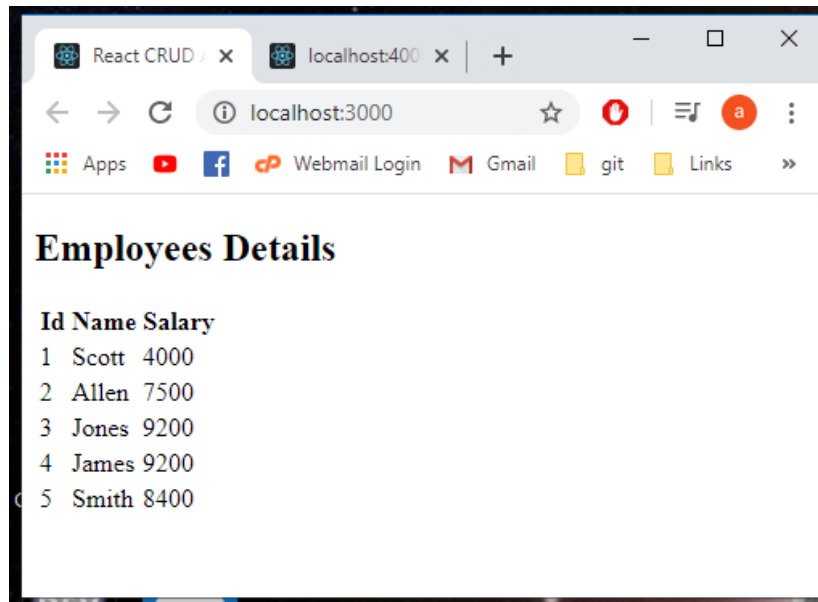 React CRUD A
localhost:400
localhost:3000
a
Apps
Webmail Login
Gmail
git
Links
Employees Details
Id Name Salary
1 Scott 4000
2 Allen 7500
3 Jones 9200
4 James 9200
5 Smith 8400